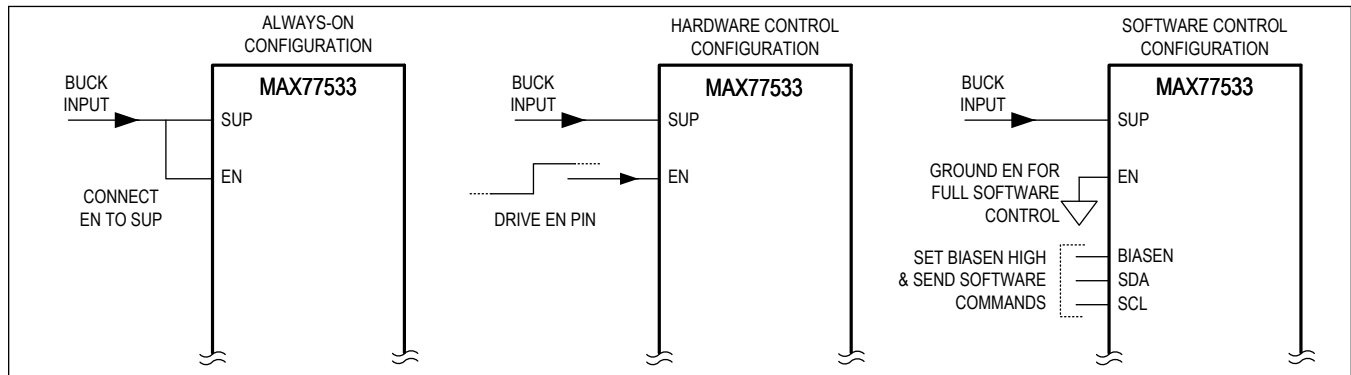 ALWAYS-ON
CONFIGURATION
BUCK
INPUT
MAX77533
SUP
EN
CONNECT
EN TO SUP
HARDWARE CONTROL
CONFIGURATION
BUCK
INPUT
MAX77533
SUP
EN
DRIVE EN PIN
SOFTWARE CONTROL
CONFIGURATION
BUCK
INPUT
MAX77533
SUP
GROUND EN FOR
FULL SOFTWARE
CONTROL
EN
SET BIASEN HIGH
& SEND SOFTWARE
COMMANDS
BIASEN
SDA
SCL